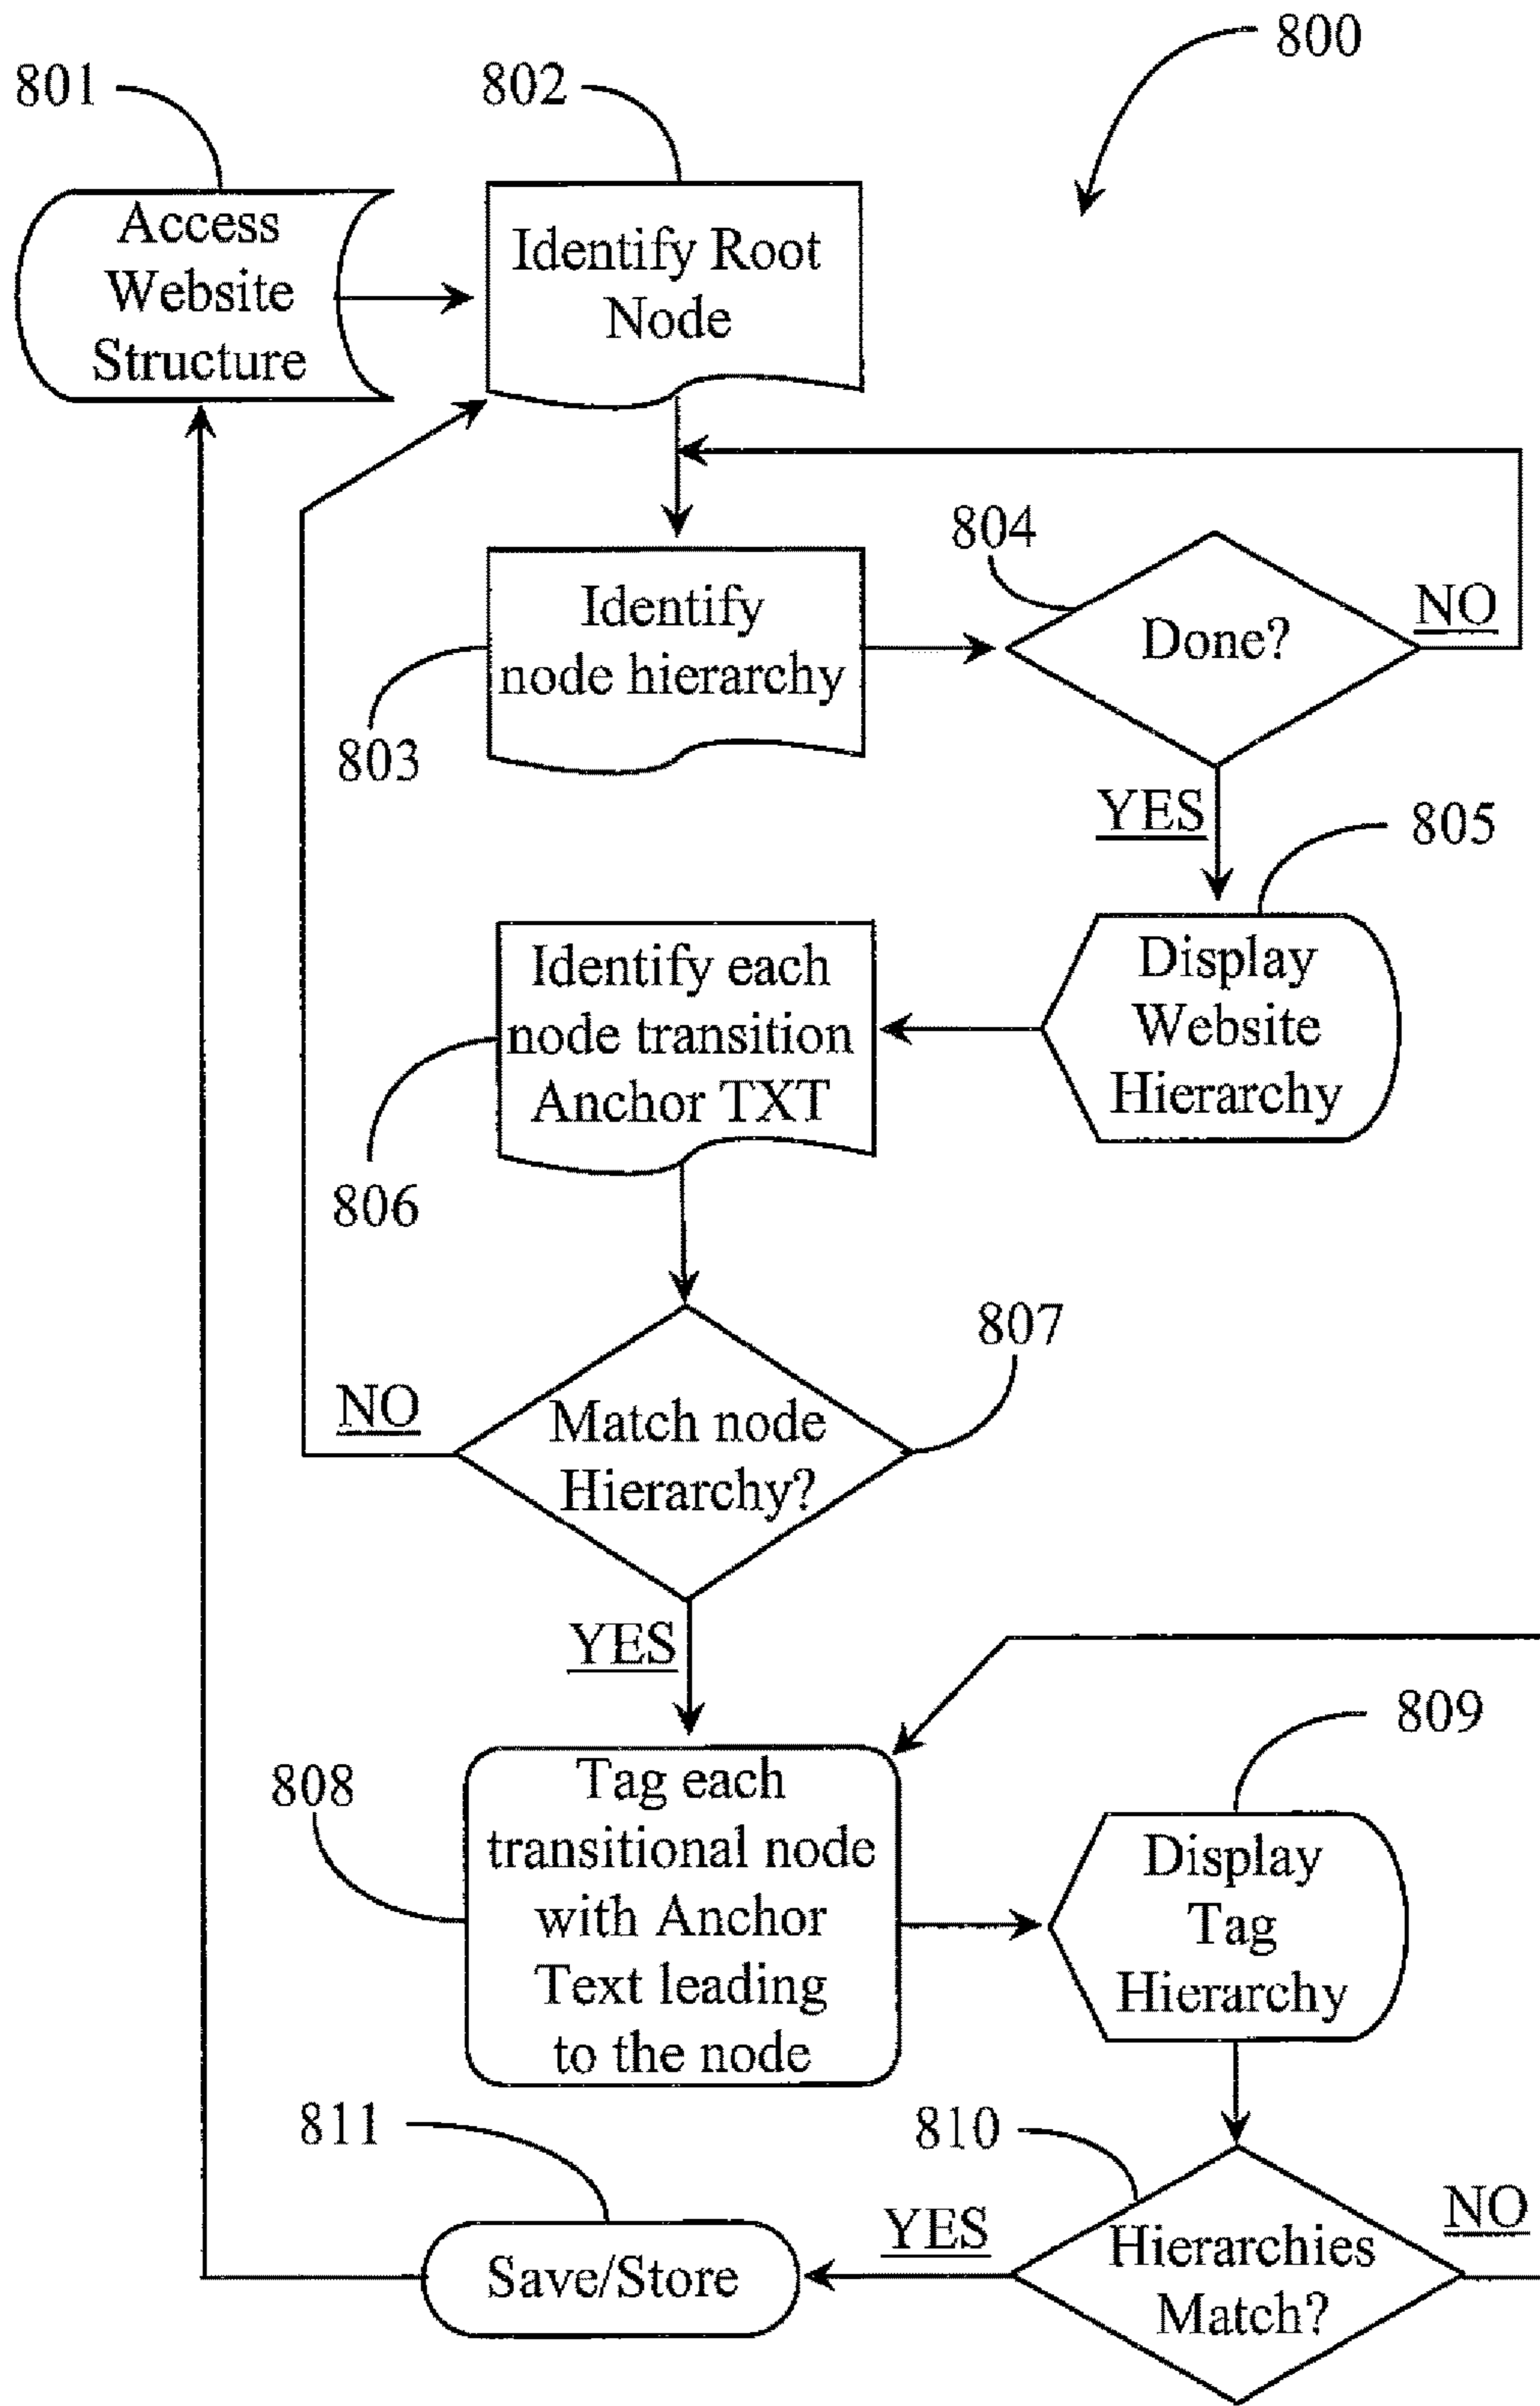 800
801
802
Access
Website
Structure
Identify Root
Node
804
Identify
node hierarchy
Done?
NO
803
YES
805
Identify each
node transition
Anchor TXT
Display
Website
Hierarchy
806
807
NO
Match node
Hierarchy?
YES
809
808
Tag each
transitional node
with Anchor
Text leading
to the node
Display
Tag
Hierarchy
811
810
YES
NO
Save/Store
Hierarchies
Match?